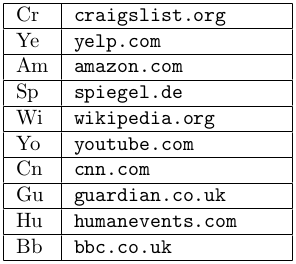 Cr craigslist.org
Ye yelp.com
Am amazon.com
Sp spiegel.de
Wi wikipedia.org
Yo youtube.com
Cn cnn.com
Gu guardian.co.uk
Hu humanevents.com
Bb bbc.co.uk